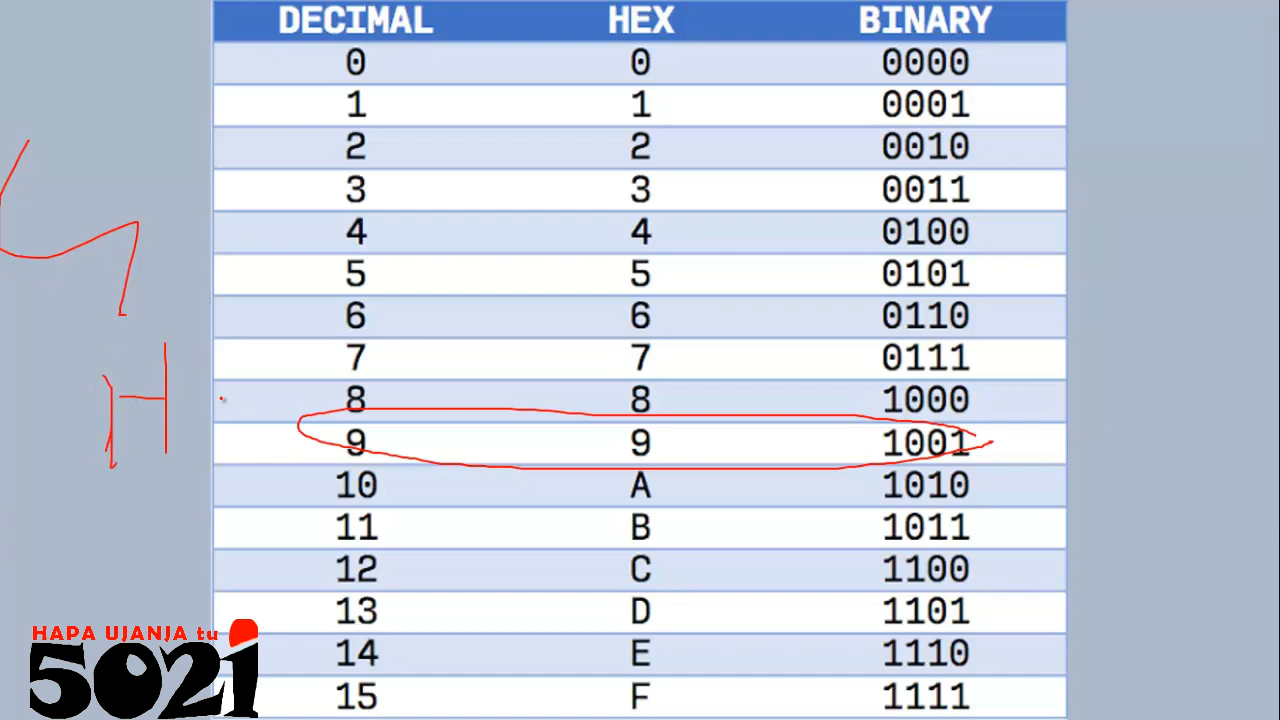 DECIMAL HEX BINARY
0 0 0000
1 1 0001
2 2 0010
3 3 0011
4 4 0100
5 5 0101
6 6 0110
7 7 0111
8 8 1000
9 9 1001
10 A 1010
11 B 1011
12 C 1100
13 D 1101
14 E 1110
15 F 1111
H
HAPA UJANJA tu
5021